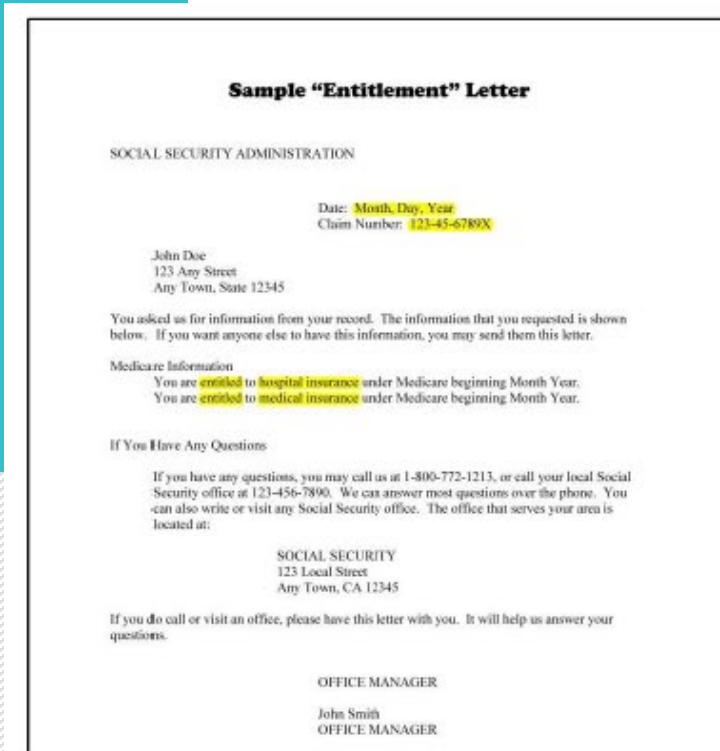 Sample “Entitlement” Letter
SOCIAL SECURITY ADMINISTRATION
Date: Month, Day, Year
Claim Number: 123-45-6789X
John Doe
123 Any Street
Any Town, State 12345
You asked us for information from your record. The information that you requested is shown
below. If you want anyone else to have this information, you may send them this letter.
Medicare Information
You are entitled to hospital insurance under Medicare beginning Month Year.
You are entitled to medical insurance under Medicare beginning Month Year.
If You Have Any Questions
If you have any questions, you may call us at 1-800-772-1213, or call your local Social
Security office at 123-456-7890. We can answer most questions over the phone. You
can also write or visit any Social Security office. The office that serves your area is
located at:
SOCIAL SECURITY
123 Local Street
Any Town, CA 12345
If you do call or visit an office, please have this letter with you. It will help us answer your
questions.
OFFICE MANAGER
John Smith
OFFICE MANAGER